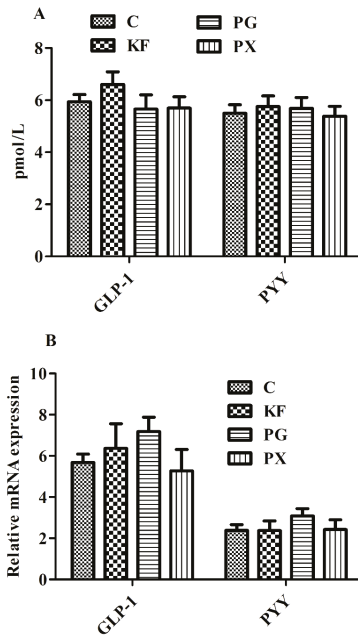 A
C
KF
PG
PX
pmol/L
8
6
4
2
0
GLP-1
PYY
B
Relative mRNA expression
10
8
6
4
2
0
C
KF
PG
PX
GLP-1
PYY